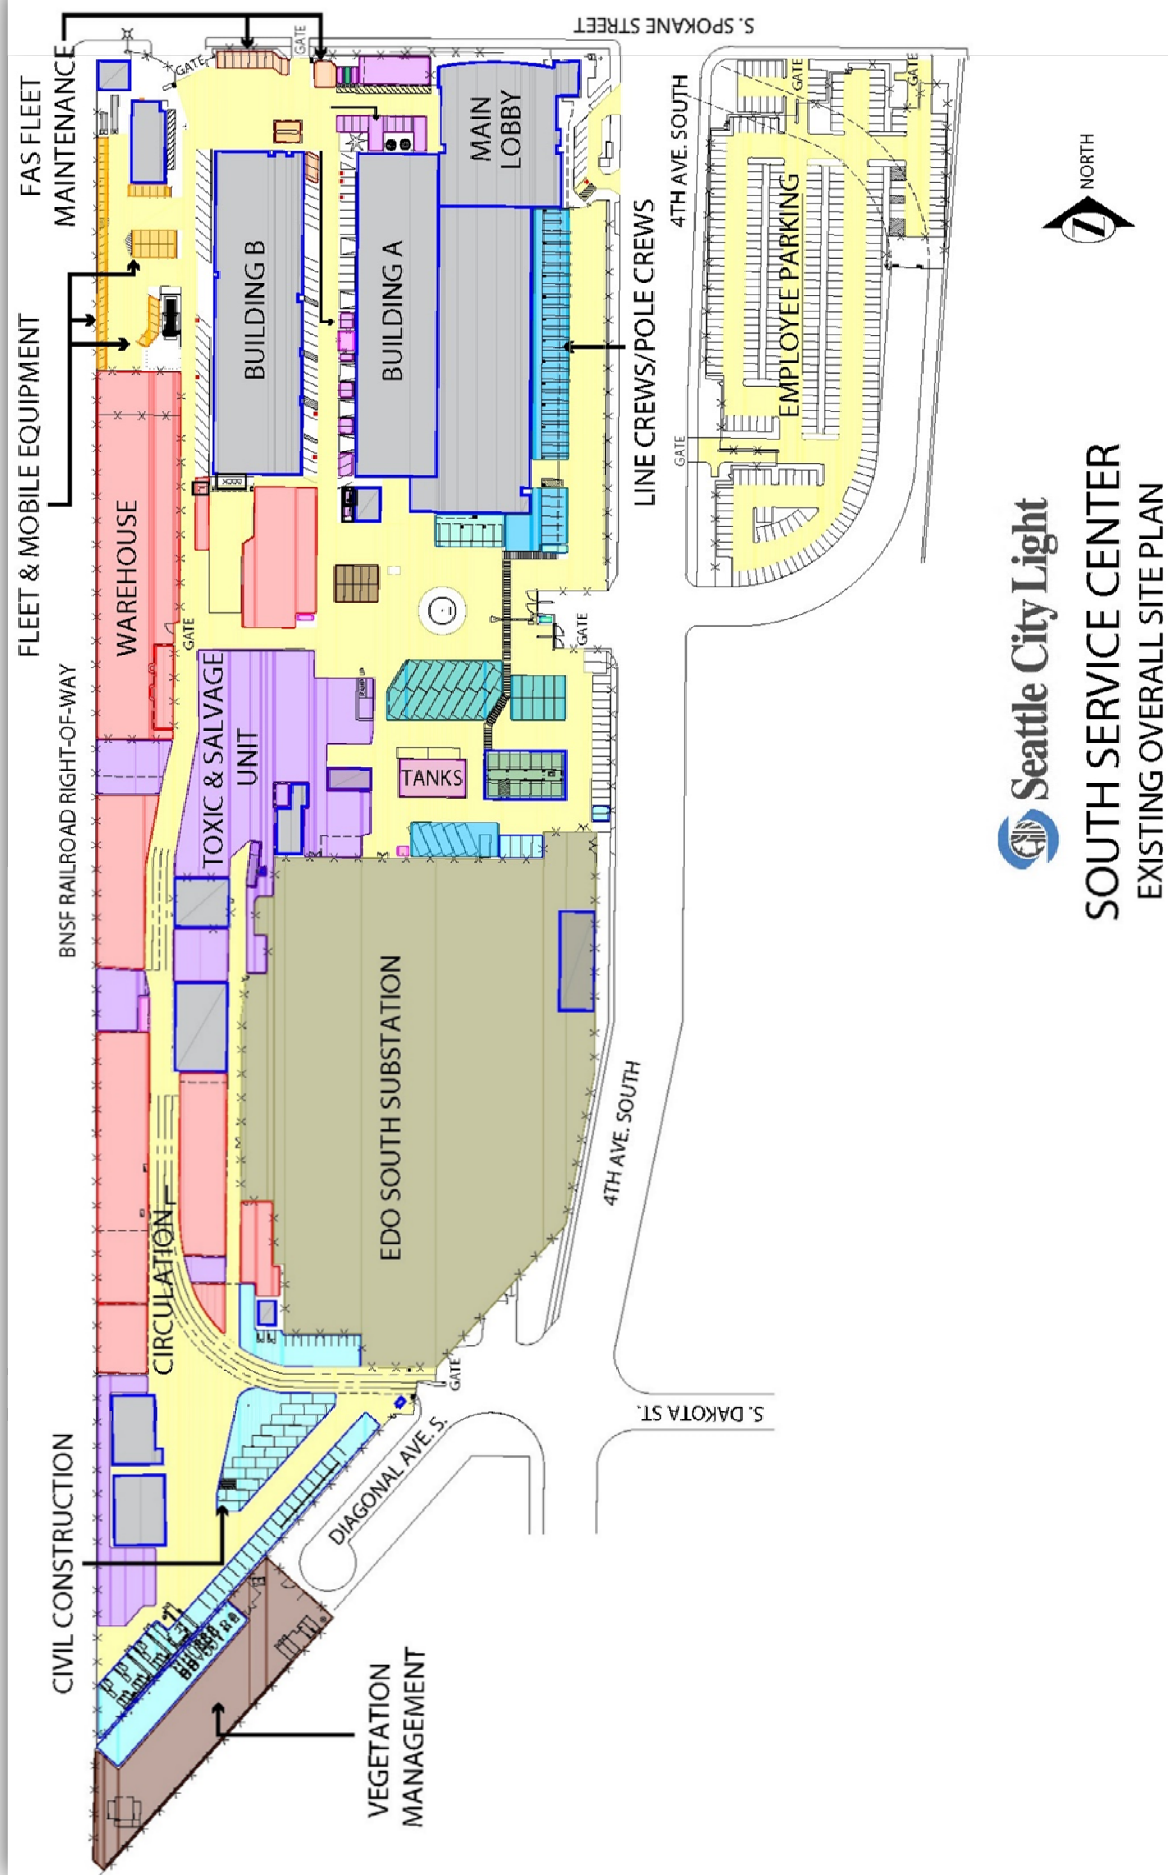 S. SPOKANE STREET
FAS FLEET
MAINTENANCE
GATE
GATE
MAIN
LOBBY
4TH AVE. SOUTH
GATE
GATE
NORTH
BUILDING B
BUILDING A
EMPLOYEE PARKING
FLEET & MOBILE EQUIPMENT
LINE CREWS/POLE CREWS
GATE
WAREHOUSE
GATE
GATE
BNSF RAILROAD RIGHT-OF-WAY
TOXIC & SALVAGE
UNIT
TANKS
EDO SOUTH SUBSTATION
4TH AVE. SOUTH
CIRCULATION
GATE
S. DAKOTA ST.
DIAGONAL AVE. S.
CIVIL CONSTRUCTION
VEGETATION
MANAGEMENT
Seattle City Light
SOUTH SERVICE CENTER
EXISTING OVERALL SITE PLAN